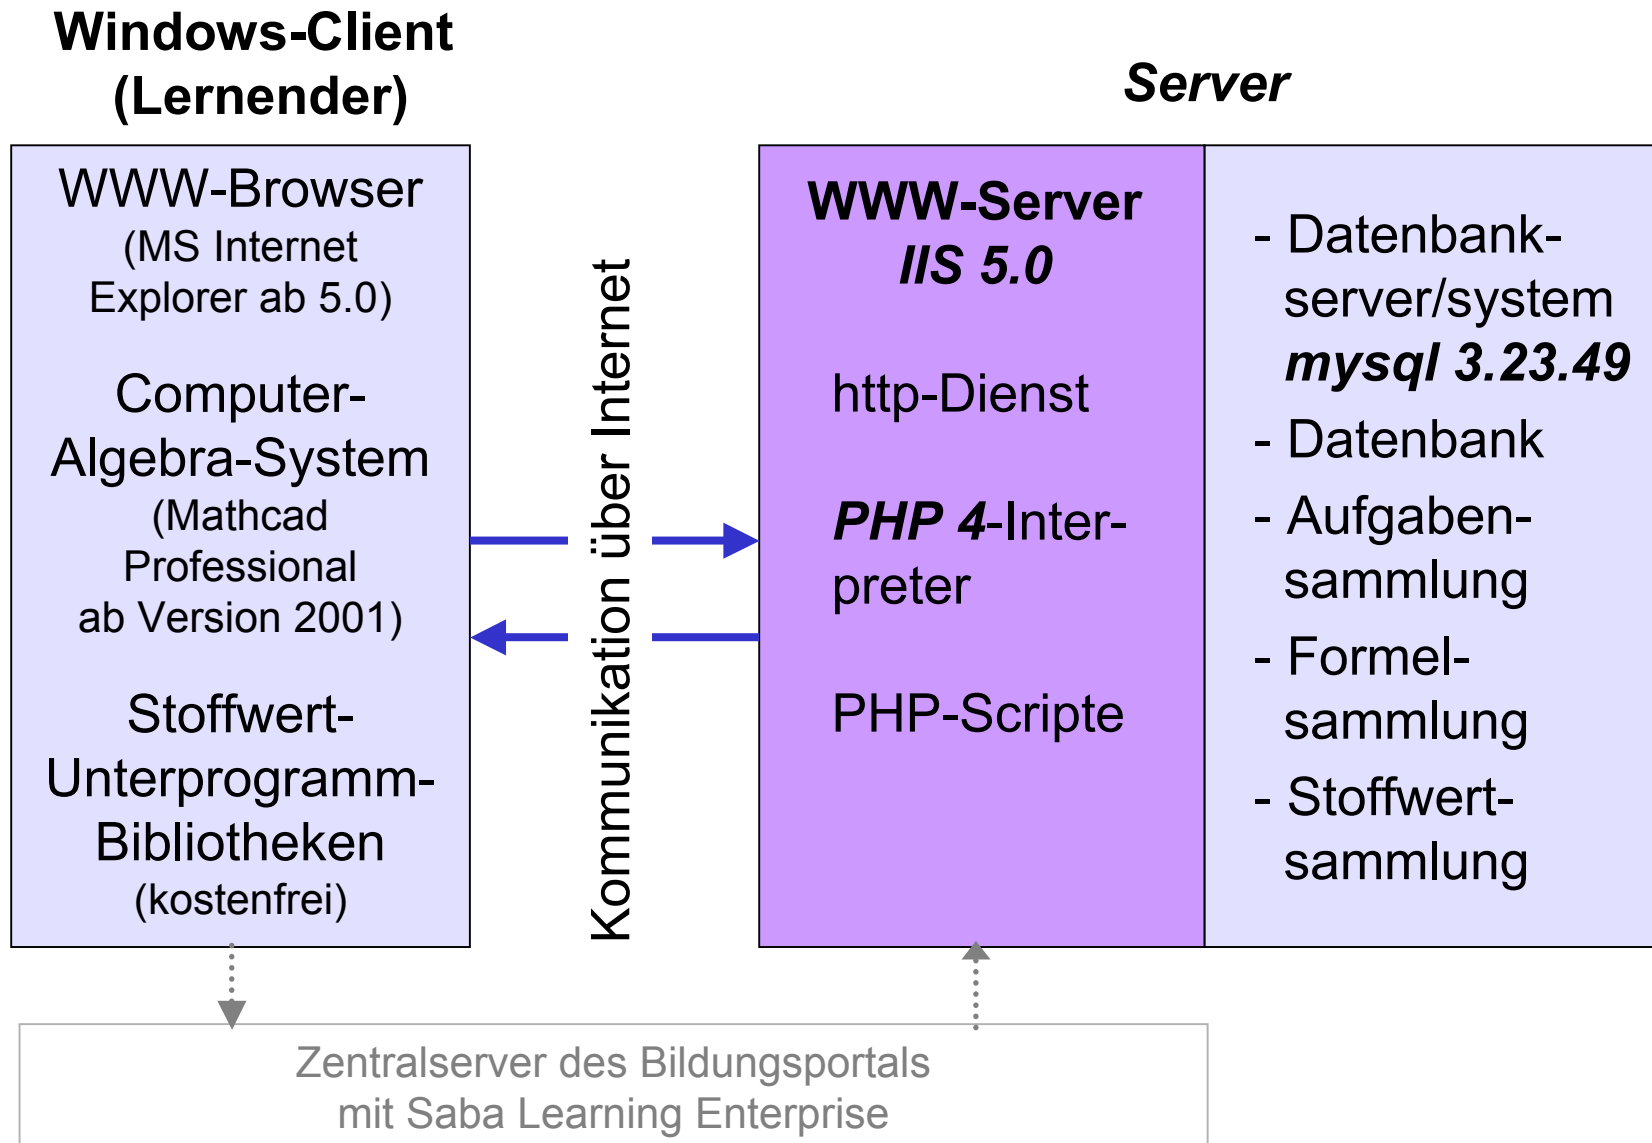 Windows-Client
(Lernender)
Server
WWW-Browser
(MS Internet
Explorer ab 5.0)
Computer-
Algebra-System
(Mathcad
Professional
ab Version 2001)
Stoffwert-
Unterprogramm-
Bibliotheken
(kostenfrei)
Kommunikation über Internet
WWW-Server
IIS 5.0
http-Dienst
PHP 4-Inter-
preter
PHP-Scripte
- Datenbank-
server/system
mysql 3.23.49
- Datenbank
- Aufgaben-
sammlung
- Formel-
sammlung
- Stoffwert-
sammlung
Zentralserver des Bildungsportals
mit Saba Learning Enterprise